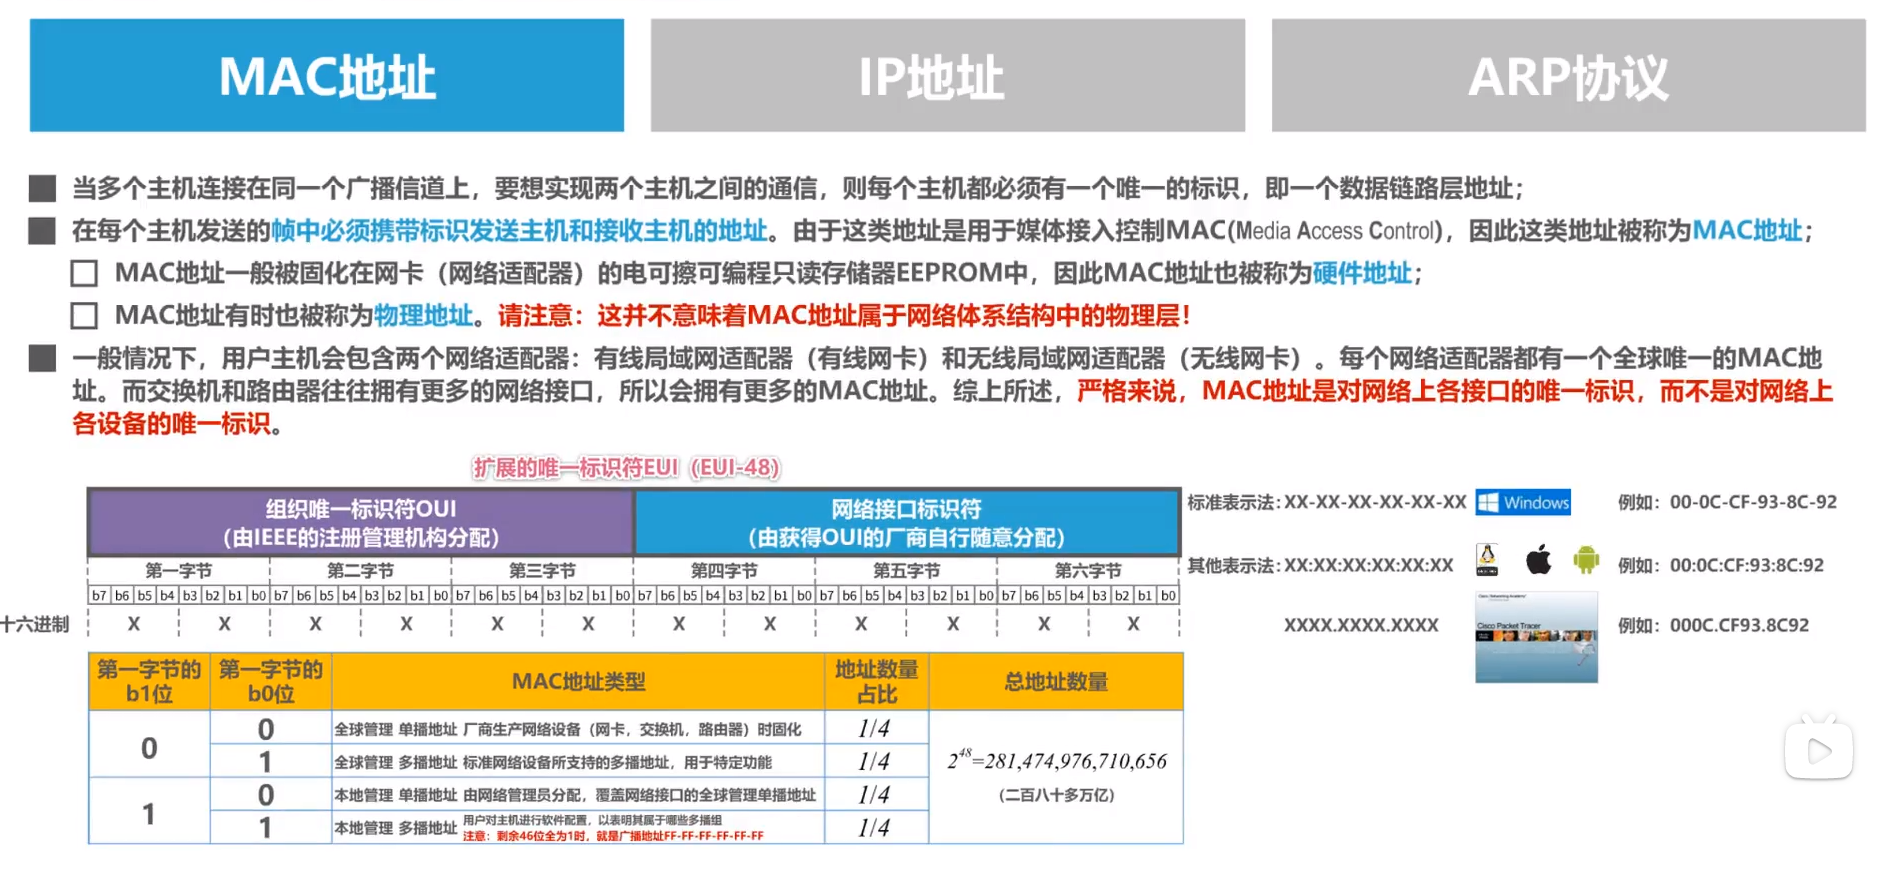 MAC地址
IP地址
ARP协议
当多个主机连接在同一个广播信道上，要想实现两个主机之间的通信，则每个主机都必须有一个唯一的标识，即一个数据链路层地址；
在每个主机发送的帧中必须携带标识发送主机和接收主机的地址。由于这类地址是用于媒体接入控制MAC(Media Access Control)，因此这类地址被称为MAC地址；
MAC地址一般被固化在网卡（网络适配器）的电可擦可编程只读存储器EEPROM中，因此MAC地址也被称为硬件地址；
MAC地址有时也被称为物理地址。请注意：这并不意味着MAC地址属于网络体系结构中的物理层！
一般情况下，用户主机会包含两个网络适配器：有线局域网适配器（有线网卡）和无线局域网适配器（无线网卡）。每个网络适配器都有一个全球唯一的MAC地
址。而交换机和路由器往往拥有更多的网络接口，所以会拥有更多的MAC地址。综上所述，严格来说，MAC地址是对网络上各接口的唯一标识，而不是对网络上
各设备的唯一标识。
扩展的唯一标识符EUI（EUI-48）
组织唯一标识符OUI
（由IEEE的注册管理机构分配）
网络接口标识符
（由获得OUI的厂商自行随意分配）
第一字节 第二字节 第三字节 第四字节 第五字节 第六字节
b7 b6 b5 b4 b3 b2 b1 b0 b7 b6 b5 b4 b3 b2 b1 b0 b7 b6 b5 b4 b3 b2 b1 b0 b7 b6 b5 b4 b3 b2 b1 b0 b7 b6 b5 b4 b3 b2 b1 b0 b7 b6 b5 b4 b3 b2 b1 b0
十六进制 X X X X X X X X X X X X
标准表示法：XX-XX-XX-XX-XX-XX Windows 例如：00-0C-CF-93-8C-92
其他表示法：XX:XX:XX:XX:XX:XX 例如：00:0C:CF:93:8C:92
XXXX.XXXX.XXXX Cisco Packet Tracer 例如：000C.CF93.8C92
第一字节的
b1位
第一字节的
b0位
MAC地址类型
地址数量
占比
总地址数量
0
0 全球管理 单播地址 厂商生产网络设备（网卡，交换机，路由器）时固化 1/4
1 全球管理 多播地址 标准网络设备所支持的多播地址，用于特定功能 1/4
1
0 本地管理 单播地址 由网络管理员分配，覆盖网络接口的全球管理单播地址 1/4
1 本地管理 多播地址 用户对主机进行软件配置，以表明其属于哪些多播组
注意：剩余46位全为1时，就是广播地址FF-FF-FF-FF-FF-FF
1/4
2^48=281,474,976,710,656
（二百八十多万亿）